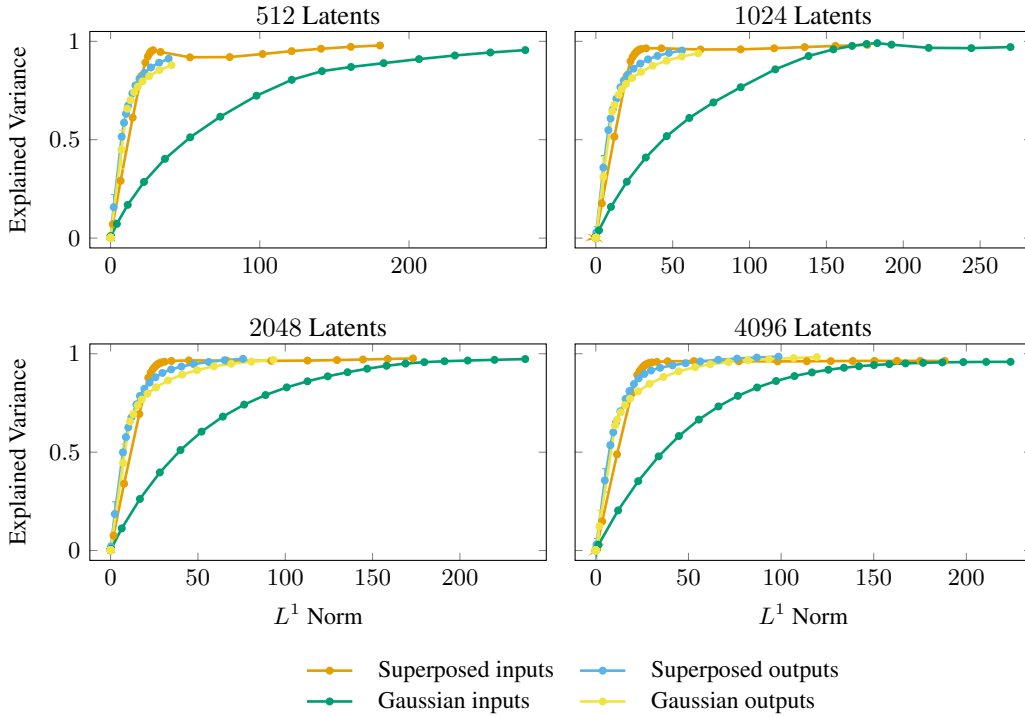 512 Latents
1024 Latents
Explained Variance
1
0.5
0
0 100 200
1
0.5
0
0 50 100 150 200 250
2048 Latents
4096 Latents
Explained Variance
1
0.5
0
0 50 100 150 200
L¹ Norm
1
0.5
0
0 50 100 150 200
L¹ Norm
Superposed inputs
Superposed outputs
Gaussian inputs
Gaussian outputs